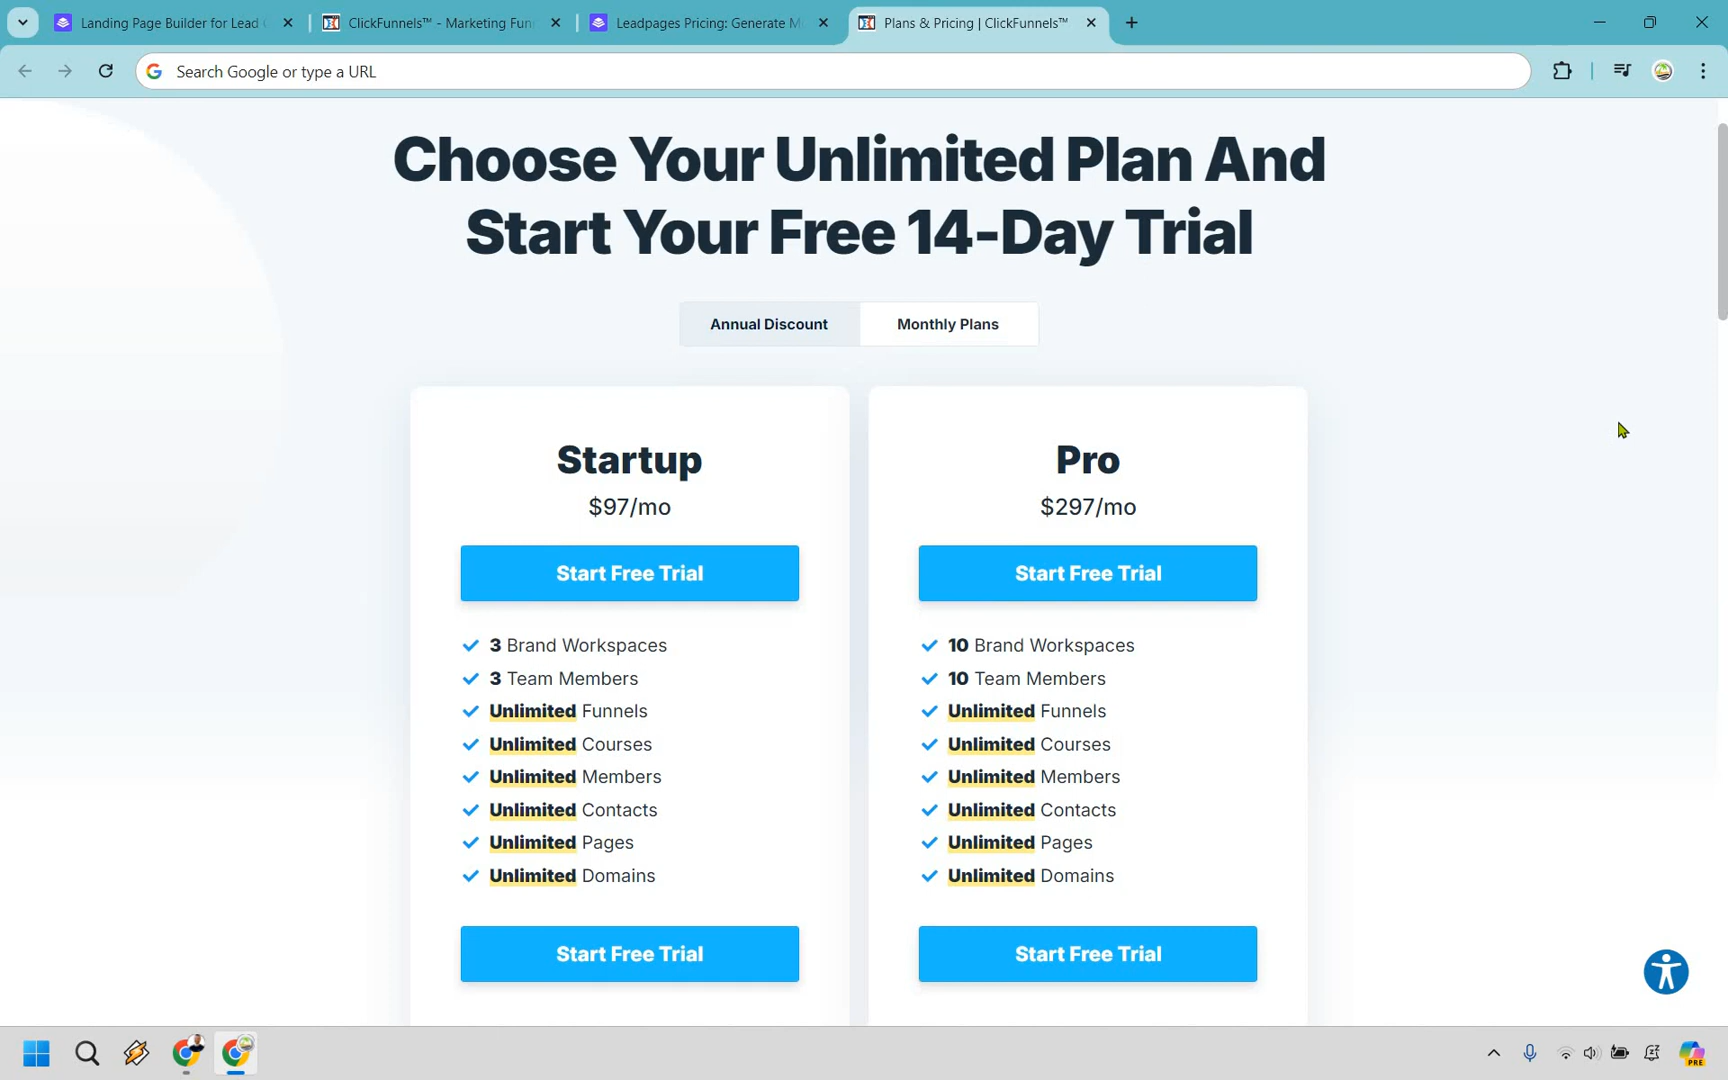 Landing Page Builder for Lead
ClickFunnels™ - Marketing Fun
Leadpages Pricing: Generate M
Plans & Pricing | ClickFunnels™
Search Google or type a URL
Choose Your Unlimited Plan And
Start Your Free 14-Day Trial
Annual Discount
Monthly Plans
Startup
$97/mo
Start Free Trial
3 Brand Workspaces
3 Team Members
Unlimited Funnels
Unlimited Courses
Unlimited Members
Unlimited Contacts
Unlimited Pages
Unlimited Domains
Start Free Trial
Pro
$297/mo
Start Free Trial
10 Brand Workspaces
10 Team Members
Unlimited Funnels
Unlimited Courses
Unlimited Members
Unlimited Contacts
Unlimited Pages
Unlimited Domains
Start Free Trial
PRE